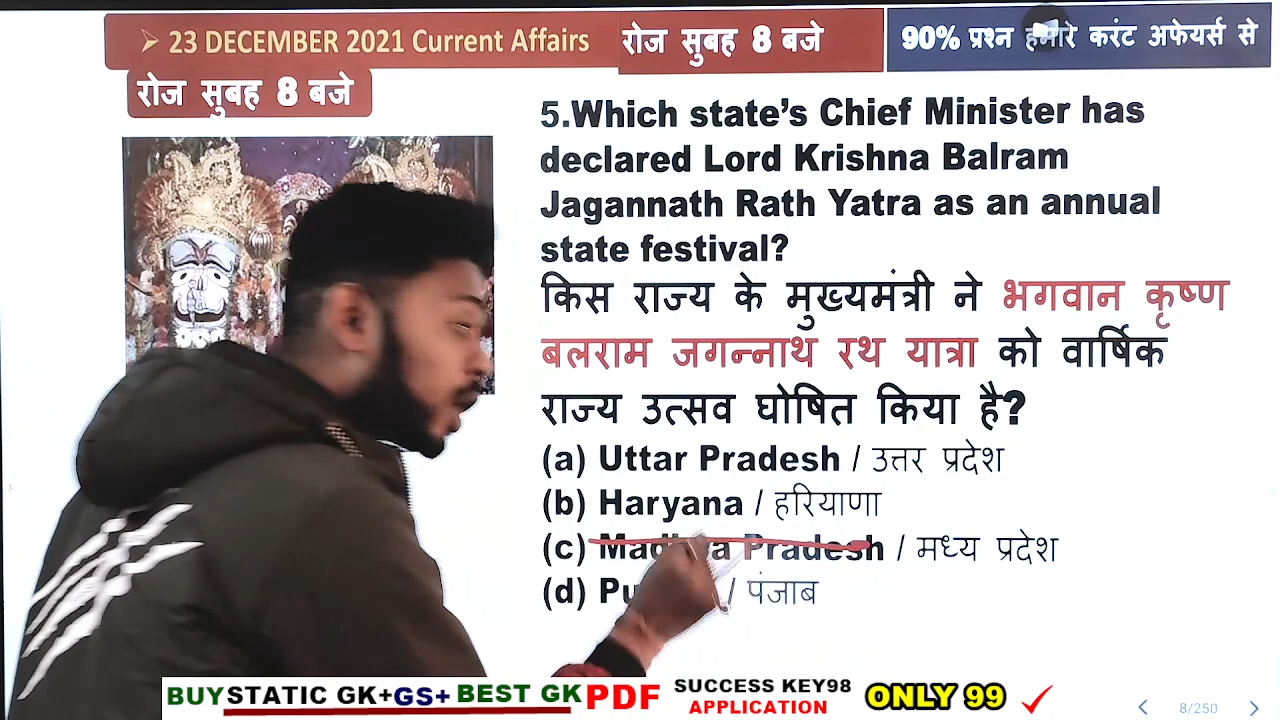 ➤ 23 DECEMBER 2021 Current Affairs
रोज सुबह 8 बजे
90% प्रश्न हमारे करंट अफेयर्स से
रोज सुबह 8 बजे
5.Which state’s Chief Minister has
declared Lord Krishna Balram
Jagannath Rath Yatra as an annual
state festival?
किस राज्य के मुख्यमंत्री ने भगवान कृष्ण
बलराम जगन्नाथ रथ यात्रा को वार्षिक
राज्य उत्सव घोषित किया है?
(a) Uttar Pradesh / उत्तर प्रदेश
(b) Haryana / हरियाणा
(c) Madhya Pradesh / मध्य प्रदेश
(d) / पंजाब
BUY STATIC GK+GS+ BEST GK PDF
SUCCESS KEY98
APPLICATION
ONLY 99
8/250